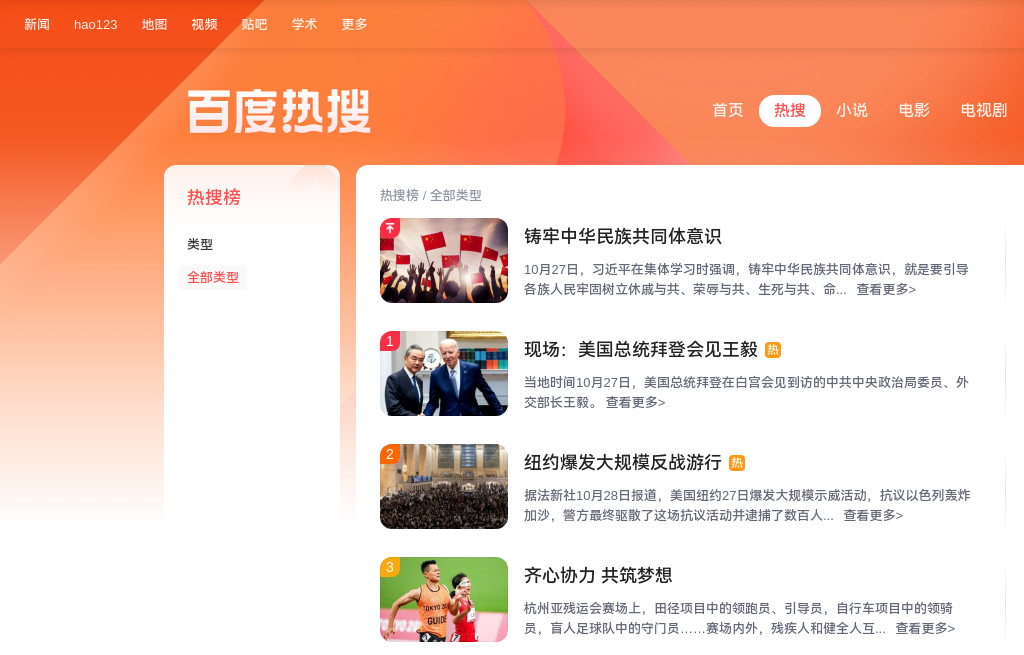 新闻 hao123 地图 视频 贴吧 学术 更多
百度热搜
首页 热搜 小说 电影 电视剧
热搜榜
类型
全部类型
热搜榜 / 全部类型
铸牢中华民族共同体意识
10月27日，习近平在集体学习时强调，铸牢中华民族共同体意识，就是要引导
各族人民牢固树立休戚与共、荣辱与共、生死与共、命... 查看更多>
1
现场：美国总统拜登会见王毅 热
当地时间10月27日，美国总统拜登在白宫会见到访的中共中央政治局委员、外
交部长王毅。 查看更多>
2
纽约爆发大规模反战游行 热
据法新社10月28日报道，美国纽约27日爆发大规模示威活动，抗议以色列轰炸
加沙，警方最终驱散了这场抗议活动并逮捕了数百人... 查看更多>
3
TOKYO 20
GUIDE
齐心协力 共筑梦想
杭州亚残运会赛场上，田径项目中的领跑员、引导员，自行车项目中的领骑
员，盲人足球队中的守门员……赛场内外，残疾人和健全人互... 查看更多>